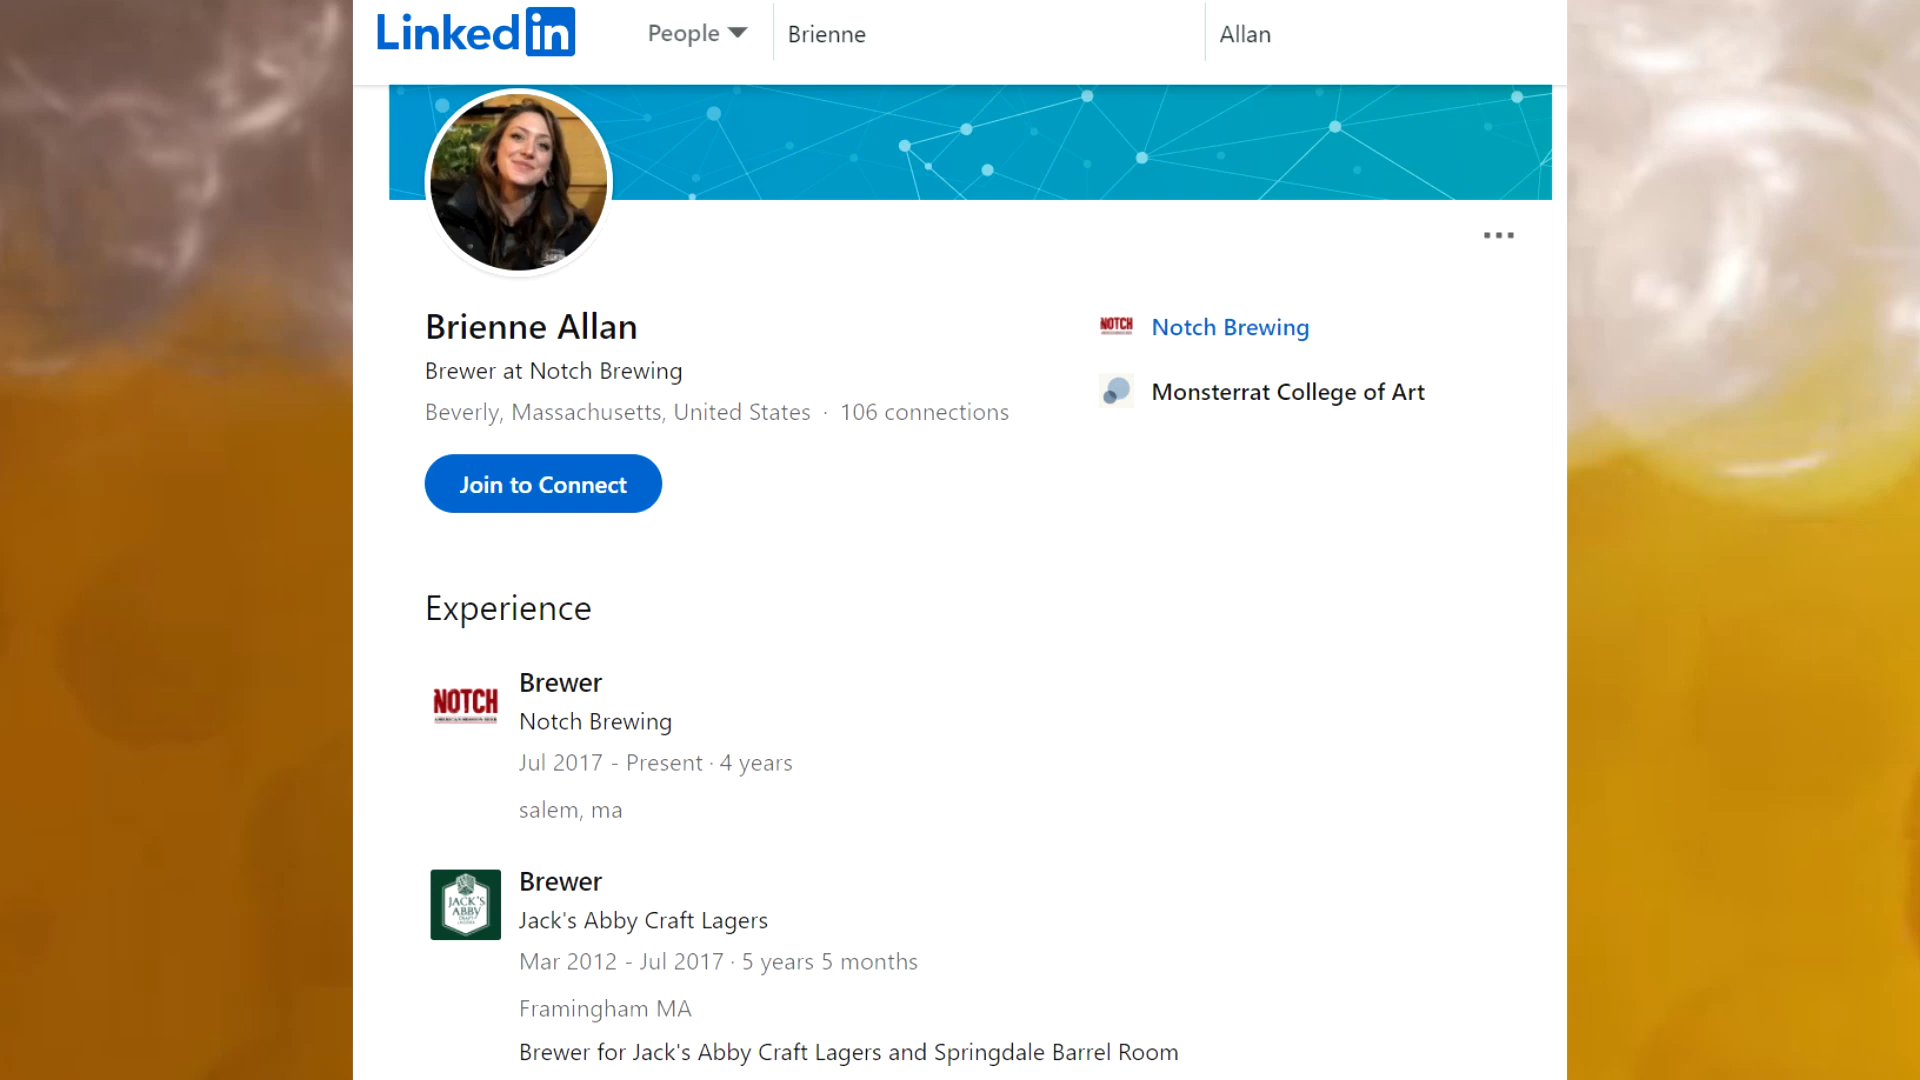 LinkedIn People Brienne Allan
Brienne Allan
Brewer at Notch Brewing
Beverly, Massachusetts, United States · 106 connections
Join to Connect
NOTCH Notch Brewing
Monsterrat College of Art
Experience
NOTCH
Brewer
Notch Brewing
Jul 2017 - Present · 4 years
salem, ma
JACK'S
ABBY
Brewer
Jack's Abby Craft Lagers
Mar 2012 - Jul 2017 · 5 years 5 months
Framingham MA
Brewer for Jack's Abby Craft Lagers and Springdale Barrel Room